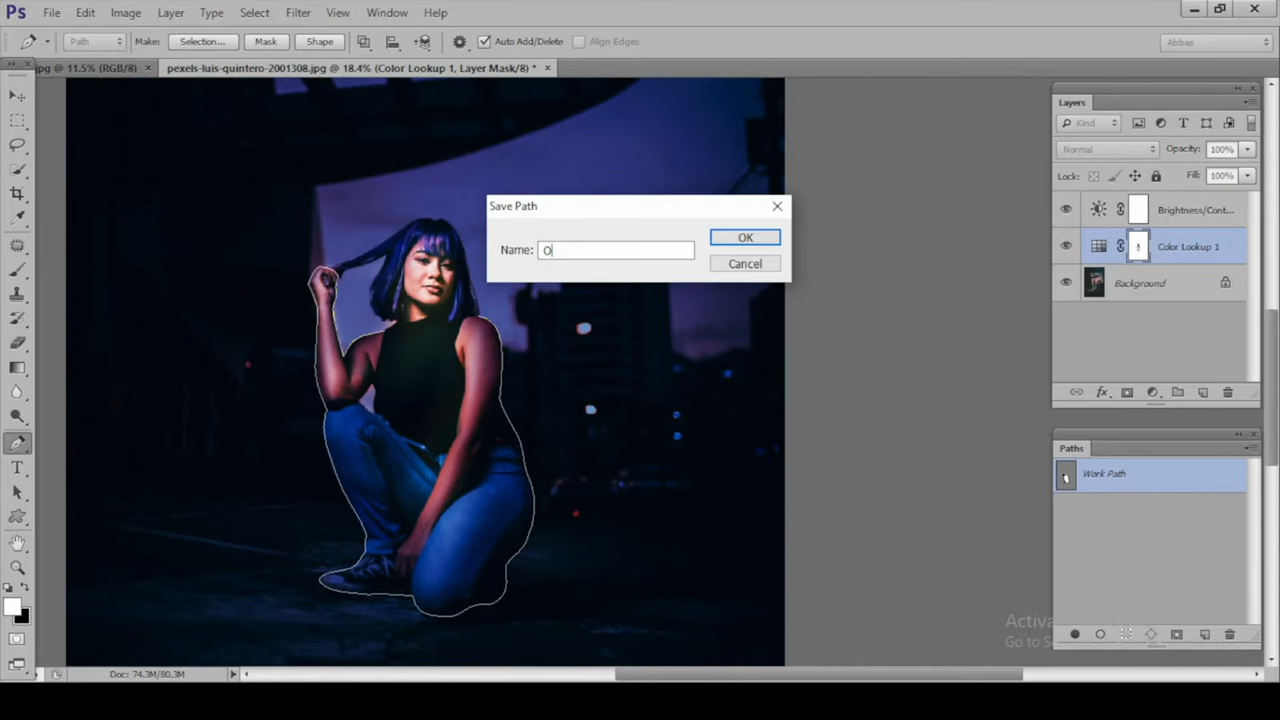 Ps File Edit Image Layer Type Select Filter View Window Help
Path Make: Selection... Mask Shape Auto Add/Delete Align Edges Abbas
.jpg @ 11.5% (RGB/8) × pexels-luis-quintero-2001308.jpg @ 18.4% (Color Lookup 1, Layer Mask/8) * ×
Save Path
Name: O
OK
Cancel
Layers
Kind
Normal Opacity: 100%
Lock: Fill: 100%
Brightness/Cont...
Color Lookup 1
Background
fx
Paths
Work Path
Activa
Go to S
Doc: 74.3M/80.3M